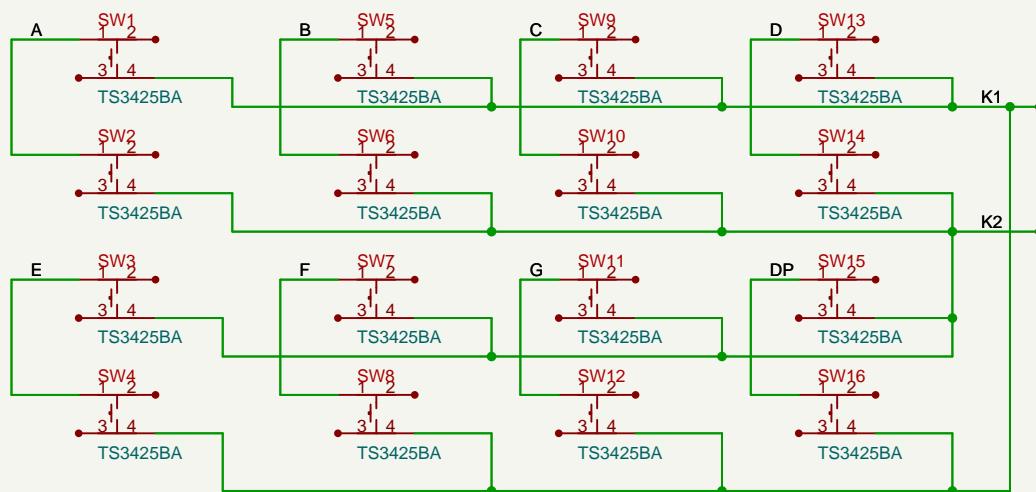 SW1 SW5 SW9 SW13
A 1 2 B 1 2 C 1 2 D 1 2
3 4 3 4 3 4 3 4
TS3425BA TS3425BA TS3425BA TS3425BA K1
SW2 SW6 SW10 SW14
1 2 1 2 1 2 1 2
3 4 3 4 3 4 3 4
TS3425BA TS3425BA TS3425BA TS3425BA K2
SW3 SW7 SW11 SW15
E 1 2 F 1 2 G 1 2 DP 1 2
3 4 3 4 3 4 3 4
TS3425BA TS3425BA TS3425BA TS3425BA
SW4 SW8 SW12 SW16
1 2 1 2 1 2 1 2
3 4 3 4 3 4 3 4
TS3425BA TS3425BA TS3425BA TS3425BA